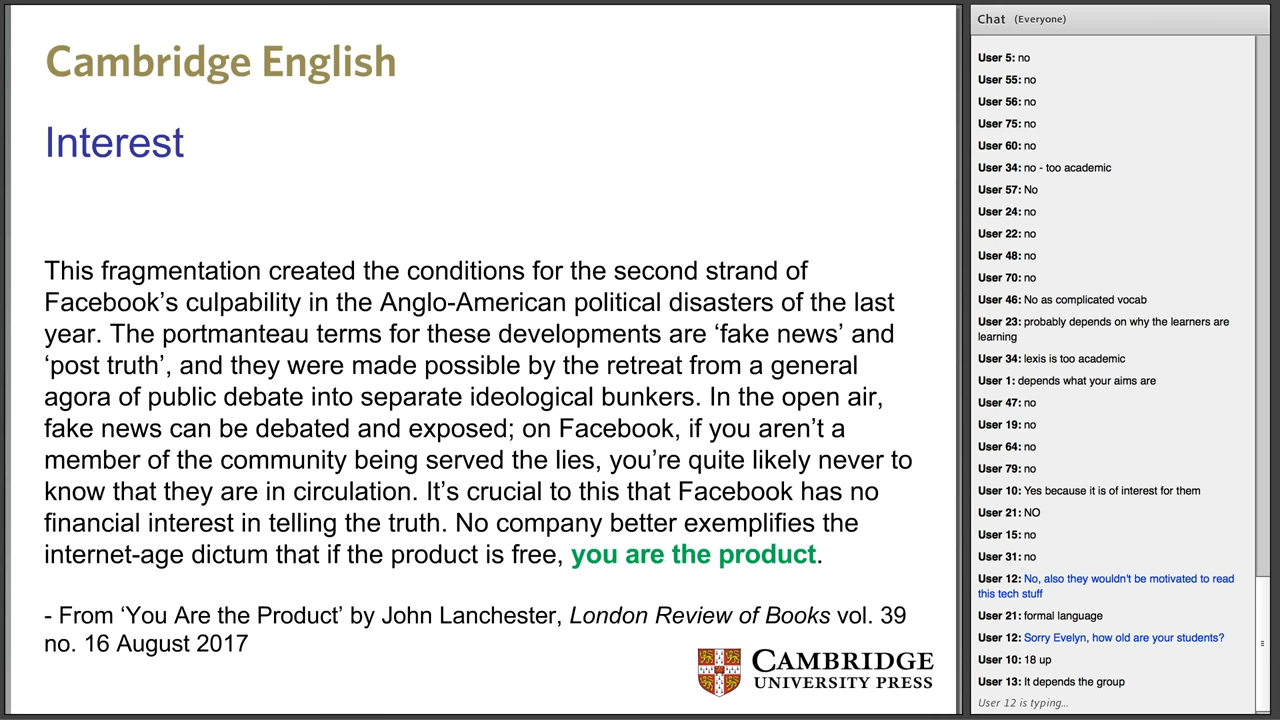 Cambridge English
Interest
This fragmentation created the conditions for the second strand of
Facebook’s culpability in the Anglo-American political disasters of the last
year. The portmanteau terms for these developments are ‘fake news’ and
‘post truth’, and they were made possible by the retreat from a general
agora of public debate into separate ideological bunkers. In the open air,
fake news can be debated and exposed; on Facebook, if you aren’t a
member of the community being served the lies, you’re quite likely never to
know that they are in circulation. It’s crucial to this that Facebook has no
financial interest in telling the truth. No company better exemplifies the
internet-age dictum that if the product is free, you are the product.
- From ‘You Are the Product’ by John Lanchester, London Review of Books vol. 39
no. 16 August 2017
CAMBRIDGE
UNIVERSITY PRESS
Chat (Everyone)
User 5: no
User 55: no
User 56: no
User 75: no
User 60: no
User 34: no - too academic
User 57: No
User 24: no
User 22: no
User 48: no
User 70: no
User 46: No as complicated vocab
User 23: probably depends on why the learners are
learning
User 34: lexis is too academic
User 1: depends what your aims are
User 47: no
User 19: no
User 64: no
User 79: no
User 10: Yes because it is of interest for them
User 21: NO
User 15: no
User 31: no
User 12: No, also they wouldn't be motivated to read
this tech stuff
User 21: formal language
User 12: Sorry Evelyn, how old are your students?
User 10: 18 up
User 13: It depends the group
User 12 is typing...